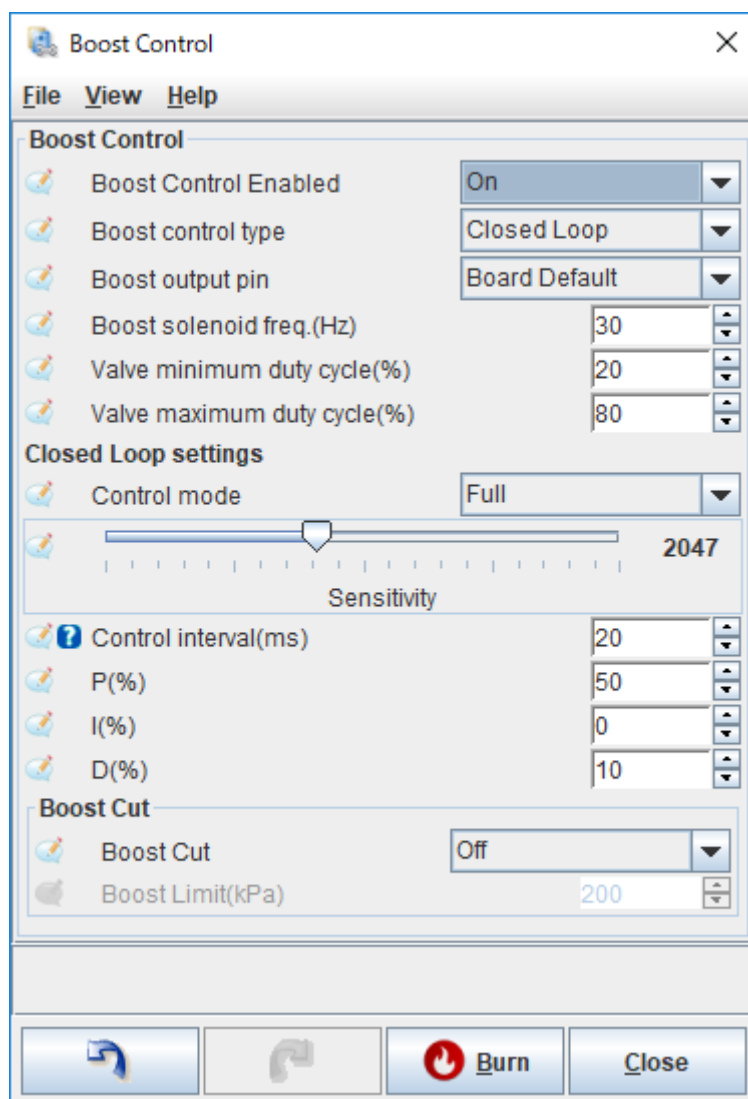 Boost Control
File View Help
Boost Control
Boost Control Enabled On
Boost control type Closed Loop
Boost output pin Board Default
Boost solenoid freq.(Hz) 30
Valve minimum duty cycle(%) 20
Valve maximum duty cycle(%) 80
Closed Loop settings
Control mode Full
2047
Sensitivity
? Control interval(ms) 20
P(%) 50
I(%) 0
D(%) 10
Boost Cut
Boost Cut Off
Boost Limit(kPa) 200
Burn Close